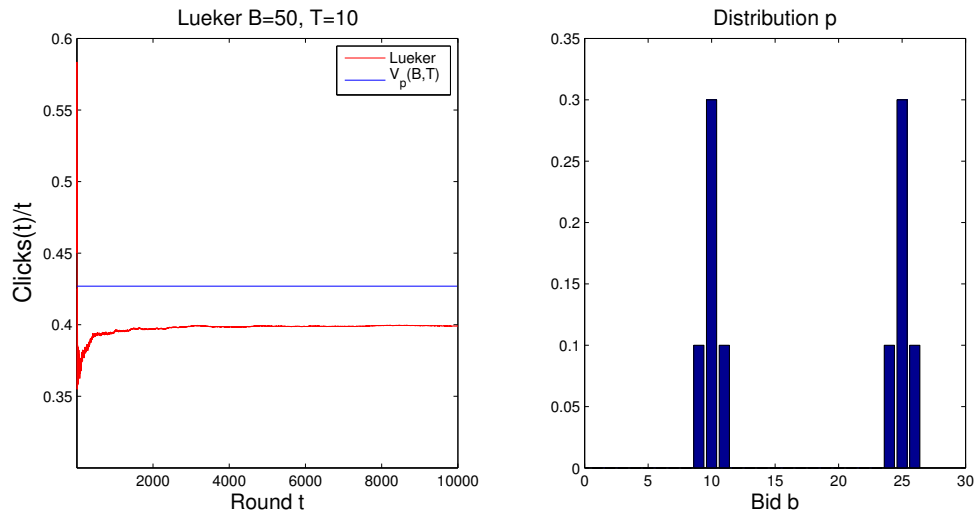 Lueker B=50, T=10
0.6
0.55
0.5
0.45
0.4
0.35
2000 4000 6000 8000 10000
Clicks(t)/t
Round t
Lueker
V_p(B,T)
Distribution p
0.35
0.3
0.25
0.2
0.15
0.1
0.05
0
0 5 10 15 20 25 30
Bid b